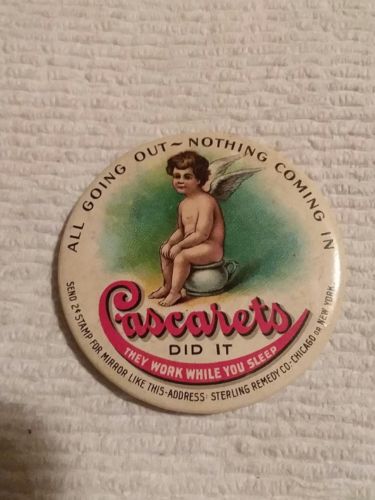 ALL GOING OUT~NOTHING COMING IN
Cascarets
DID IT
THEY WORK WHILE YOU SLEEP
SEND 2¢ STAMP FOR MIRROR LIKE THIS-ADDRESS: STERLING REMEDY CO-CHICAGO OR NEW YORK.